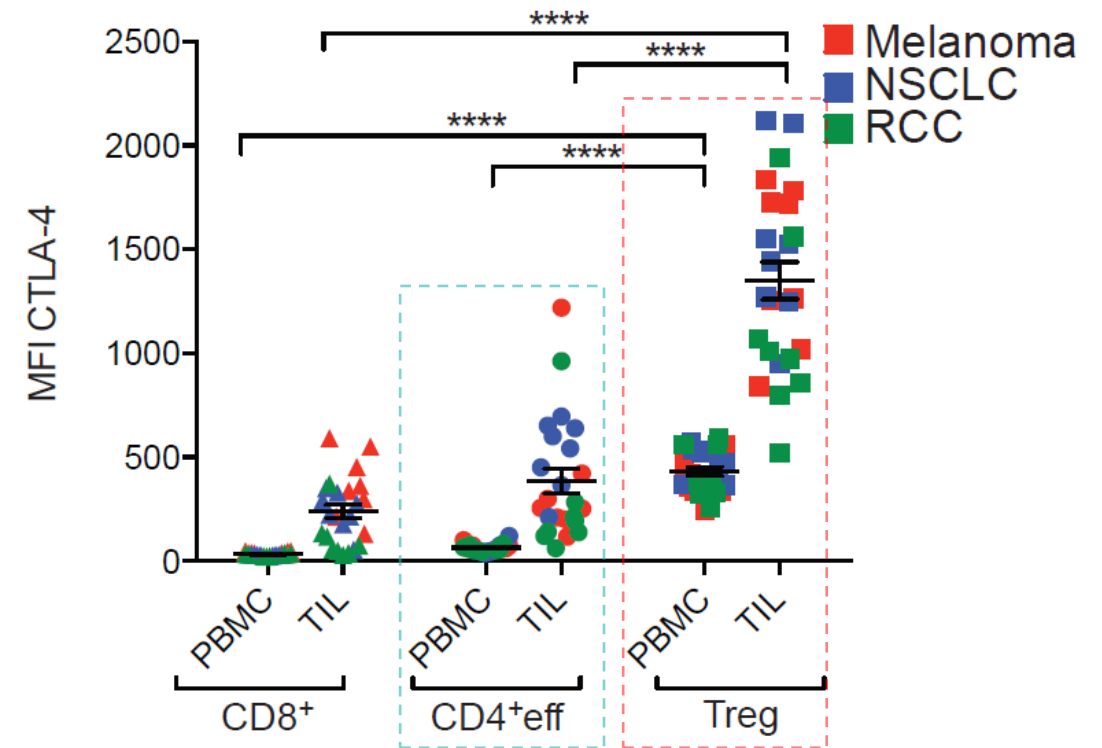 ****
****
****
****
Melanoma
NSCLC
RCC
MFI CTLA-4
2500
2000
1500
1000
500
0
PBMC
TIL
PBMC
TIL
PBMC
TIL
CD8⁺
CD4⁺eff
Treg